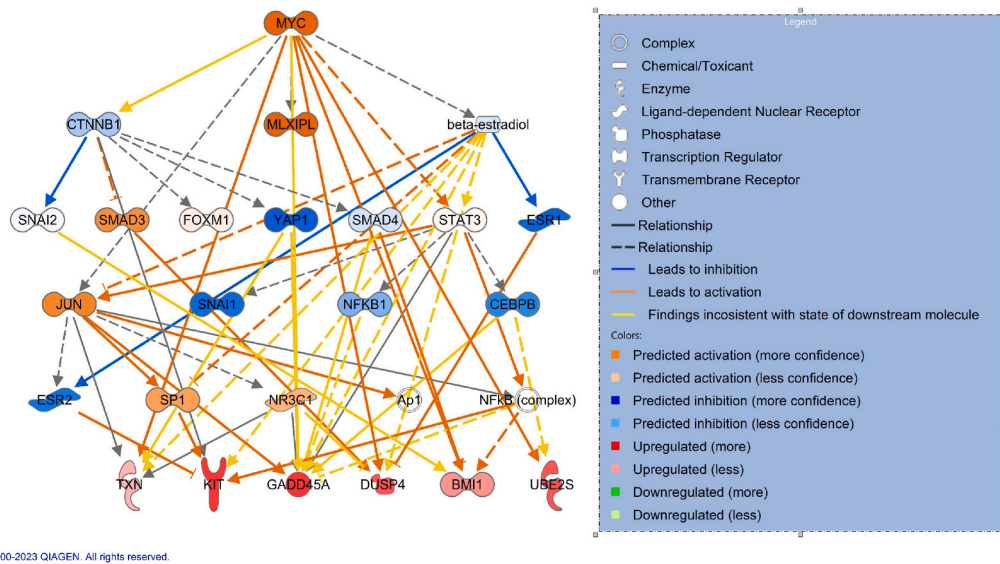 MYC
CTNNB1
MLXIPL
beta-estradiol
SNAI2
SMAD3
FOXM1
YAP1
SMAD4
STAT3
ESR1
JUN
SNAI1
NFKB1
CEBPB
ESR2
SP1
NR3C1
Ap1
NFkB (complex)
TXN
KIT
GADD45A
DUSP4
BMI1
UBE2S
00-2023 QIAGEN. All rights reserved.
Legend
Complex
Chemical/Toxicant
Enzyme
Ligand-dependent Nuclear Receptor
Phosphatase
Transcription Regulator
Transmembrane Receptor
Other
Relationship
Relationship
Leads to inhibition
Leads to activation
Findings incosistent with state of downstream molecule
Colors:
Predicted activation (more confidence)
Predicted activation (less confidence)
Predicted inhibition (more confidence)
Predicted inhibition (less confidence)
Upregulated (more)
Upregulated (less)
Downregulated (more)
Downregulated (less)